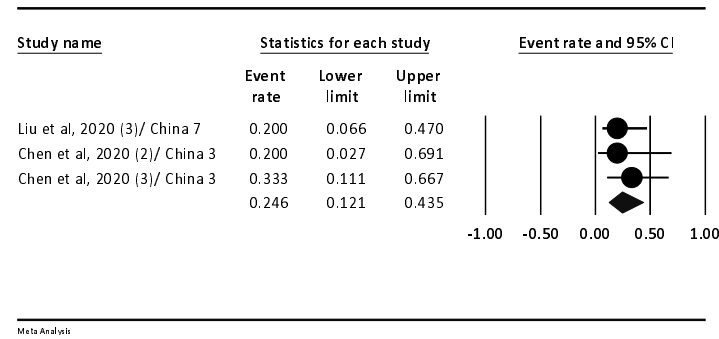 Study name Statistics for each study Event rate and 95% CI
Event Lower Upper
rate limit limit
Liu et al, 2020 (3)/ China 7 0.200 0.066 0.470
Chen et al, 2020 (2)/ China 3 0.200 0.027 0.691
Chen et al, 2020 (3)/ China 3 0.333 0.111 0.667
0.246 0.121 0.435
-1.00 -0.50 0.00 0.50 1.00
Meta Analysis